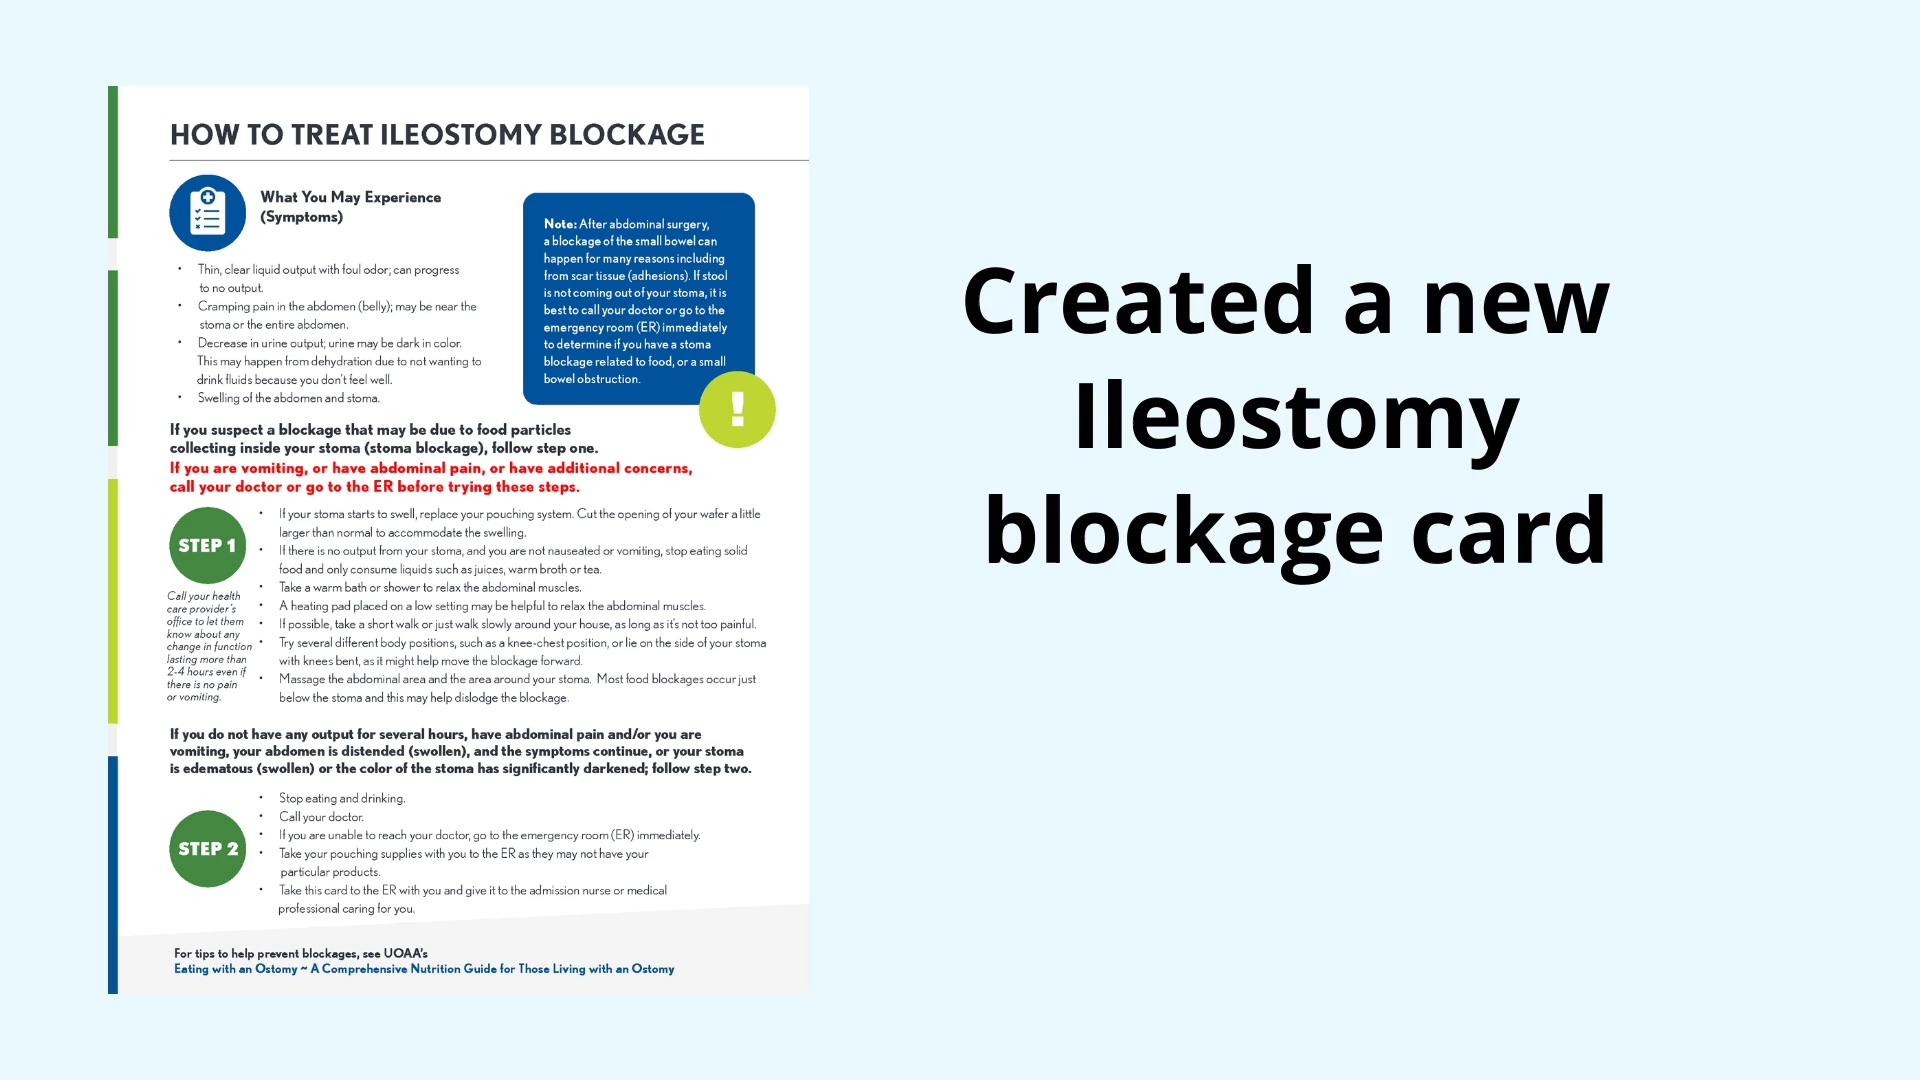 HOW TO TREAT ILEOSTOMY BLOCKAGE
What You May Experience
(Symptoms)
• Thin, clear liquid output with foul odor; can progress
to no output.
• Cramping pain in the abdomen (belly); may be near the
stoma or the entire abdomen.
• Decrease in urine output; urine may be dark in color.
This may happen from dehydration due to not wanting to
drink fluids because you don't feel well.
• Swelling of the abdomen and stoma.
Note: After abdominal surgery,
a blockage of the small bowel can
happen for many reasons including
from scar tissue (adhesions). If stool
is not coming out of your stoma, it is
best to call your doctor or go to the
emergency room (ER) immediately
to determine if you have a stoma
blockage related to food, or a small
bowel obstruction.
!
If you suspect a blockage that may be due to food particles
collecting inside your stoma (stoma blockage), follow step one.
If you are vomiting, or have abdominal pain, or have additional concerns,
call your doctor or go to the ER before trying these steps.
STEP 1
Call your health
care provider's
office to let them
know about any
change in function
lasting more than
2-4 hours even if
there is no pain
or vomiting.
• If your stoma starts to swell, replace your pouching system. Cut the opening of your wafer a little
larger than normal to accommodate the swelling.
• If there is no output from your stoma, and you are not nauseated or vomiting, stop eating solid
food and only consume liquids such as juices, warm broth or tea.
• Take a warm bath or shower to relax the abdominal muscles.
• A heating pad placed on a low setting may be helpful to relax the abdominal muscles.
• If possible, take a short walk or just walk slowly around your house, as long as it's not too painful.
• Try several different body positions, such as a knee-chest position, or lie on the side of your stoma
with knees bent, as it might help move the blockage forward.
• Massage the abdominal area and the area around your stoma. Most food blockages occur just
below the stoma and this may help dislodge the blockage.
If you do not have any output for several hours, have abdominal pain and/or you are
vomiting, your abdomen is distended (swollen), and the symptoms continue, or your stoma
is edematous (swollen) or the color of the stoma has significantly darkened; follow step two.
STEP 2
• Stop eating and drinking.
• Call your doctor.
• If you are unable to reach your doctor, go to the emergency room (ER) immediately.
• Take your pouching supplies with you to the ER as they may not have your
particular products.
• Take this card to the ER with you and give it to the admission nurse or medical
professional caring for you.
For tips to help prevent blockages, see UOAA's
Eating with an Ostomy ~ A Comprehensive Nutrition Guide for Those Living with an Ostomy
Created a new
Ileostomy
blockage card